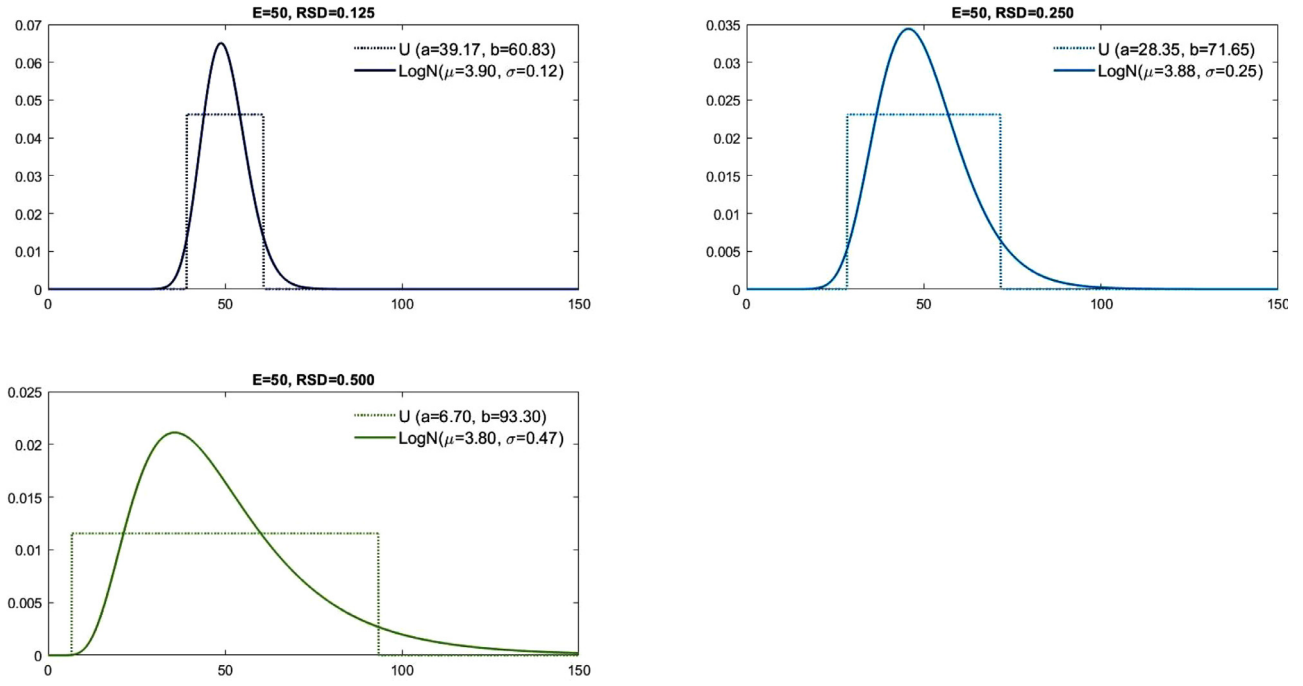 E=50, RSD=0.125
0.07
0.06
0.05
0.04
0.03
0.02
0.01
0
0 50 100 150
U (a=39.17, b=60.83)
LogN(μ=3.90, σ=0.12)
E=50, RSD=0.250
0.035
0.03
0.025
0.02
0.015
0.01
0.005
0
0 50 100 150
U (a=28.35, b=71.65)
LogN(μ=3.88, σ=0.25)
E=50, RSD=0.500
0.025
0.02
0.015
0.01
0.005
0
0 50 100 150
U (a=6.70, b=93.30)
LogN(μ=3.80, σ=0.47)